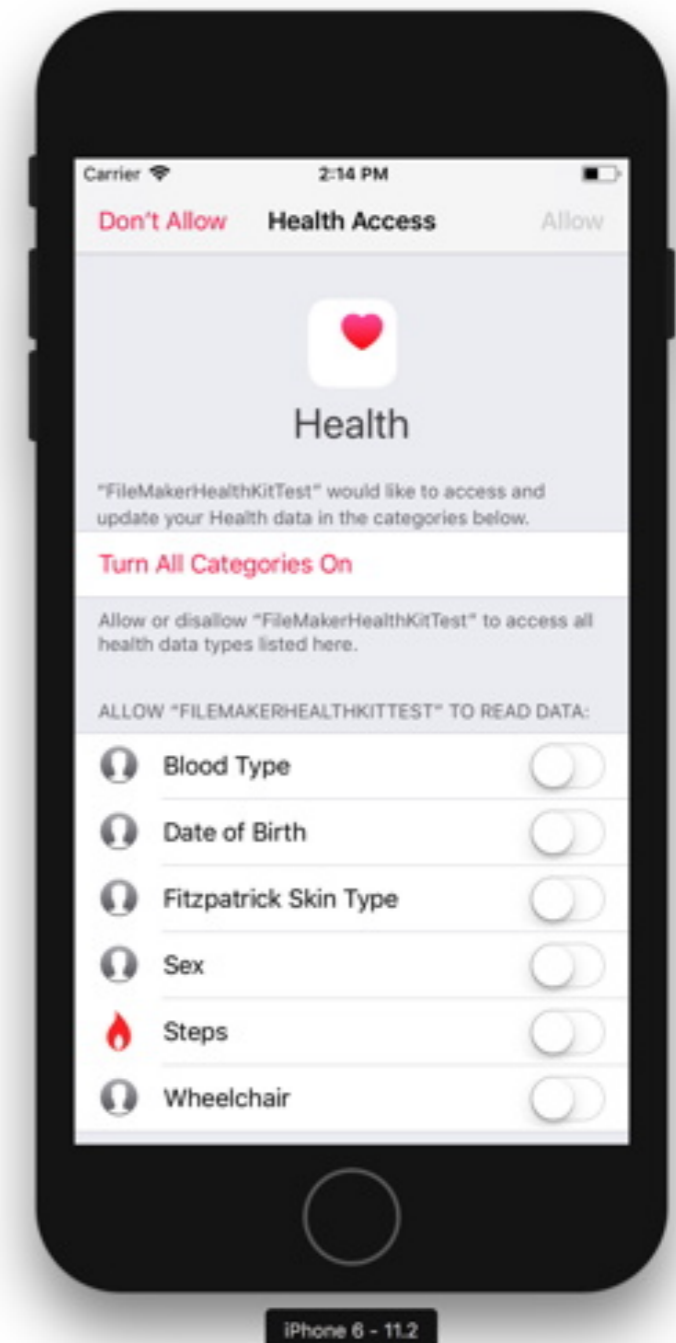 Carrier 2:14 PM
Don't Allow Health Access Allow
Health
"FileMakerHealthKitTest" would like to access and
update your Health data in the categories below.
Turn All Categories On
Allow or disallow "FileMakerHealthKitTest" to access all
health data types listed here.
ALLOW "FILEMAKERHEALTHKITTEST" TO READ DATA:
Blood Type
Date of Birth
Fitzpatrick Skin Type
Sex
Steps
Wheelchair
iPhone 6 - 11.2